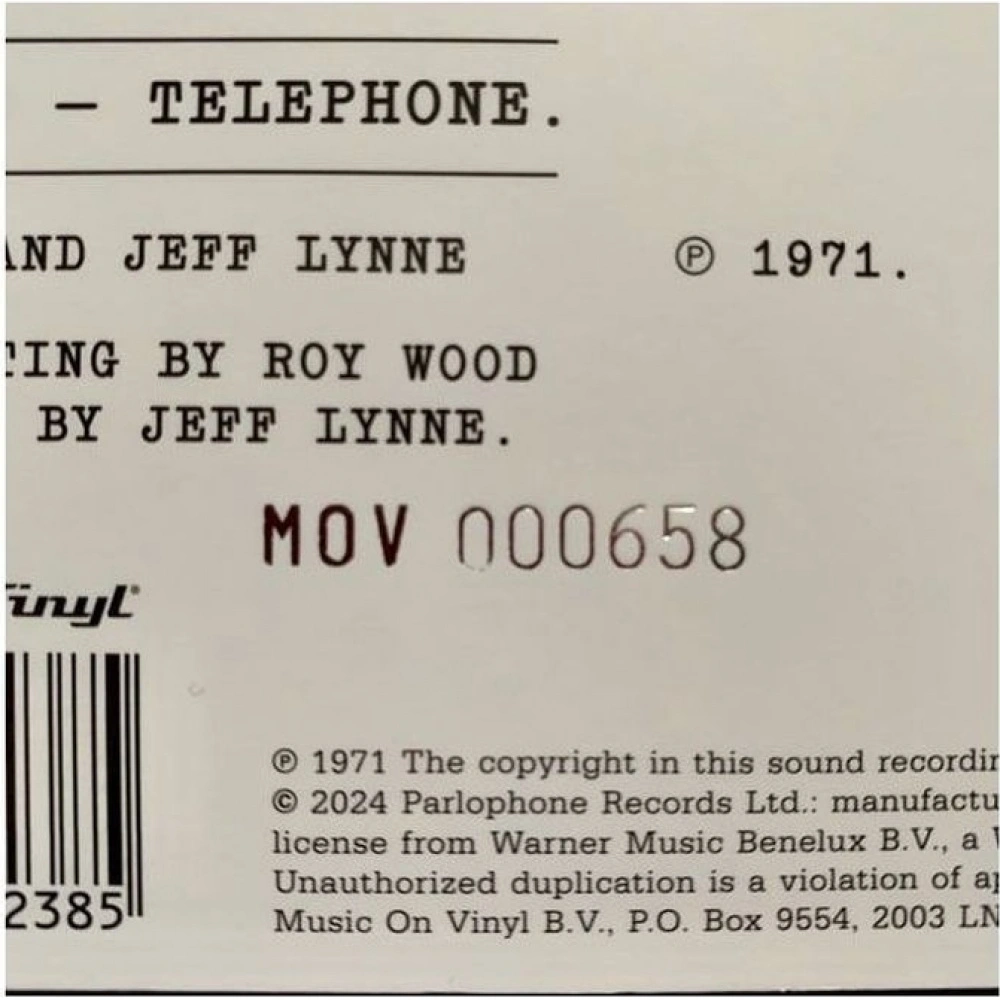 — TELEPHONE.
AND JEFF LYNNE
℗ 1971.
TING BY ROY WOOD
BY JEFF LYNNE.
MOV 000658
Vinyl®
2385
℗ 1971 The copyright in this sound recordin
© 2024 Parlophone Records Ltd.: manufactu
license from Warner Music Benelux B.V., a
Unauthorized duplication is a violation of ap
Music On Vinyl B.V., P.O. Box 9554, 2003 LN